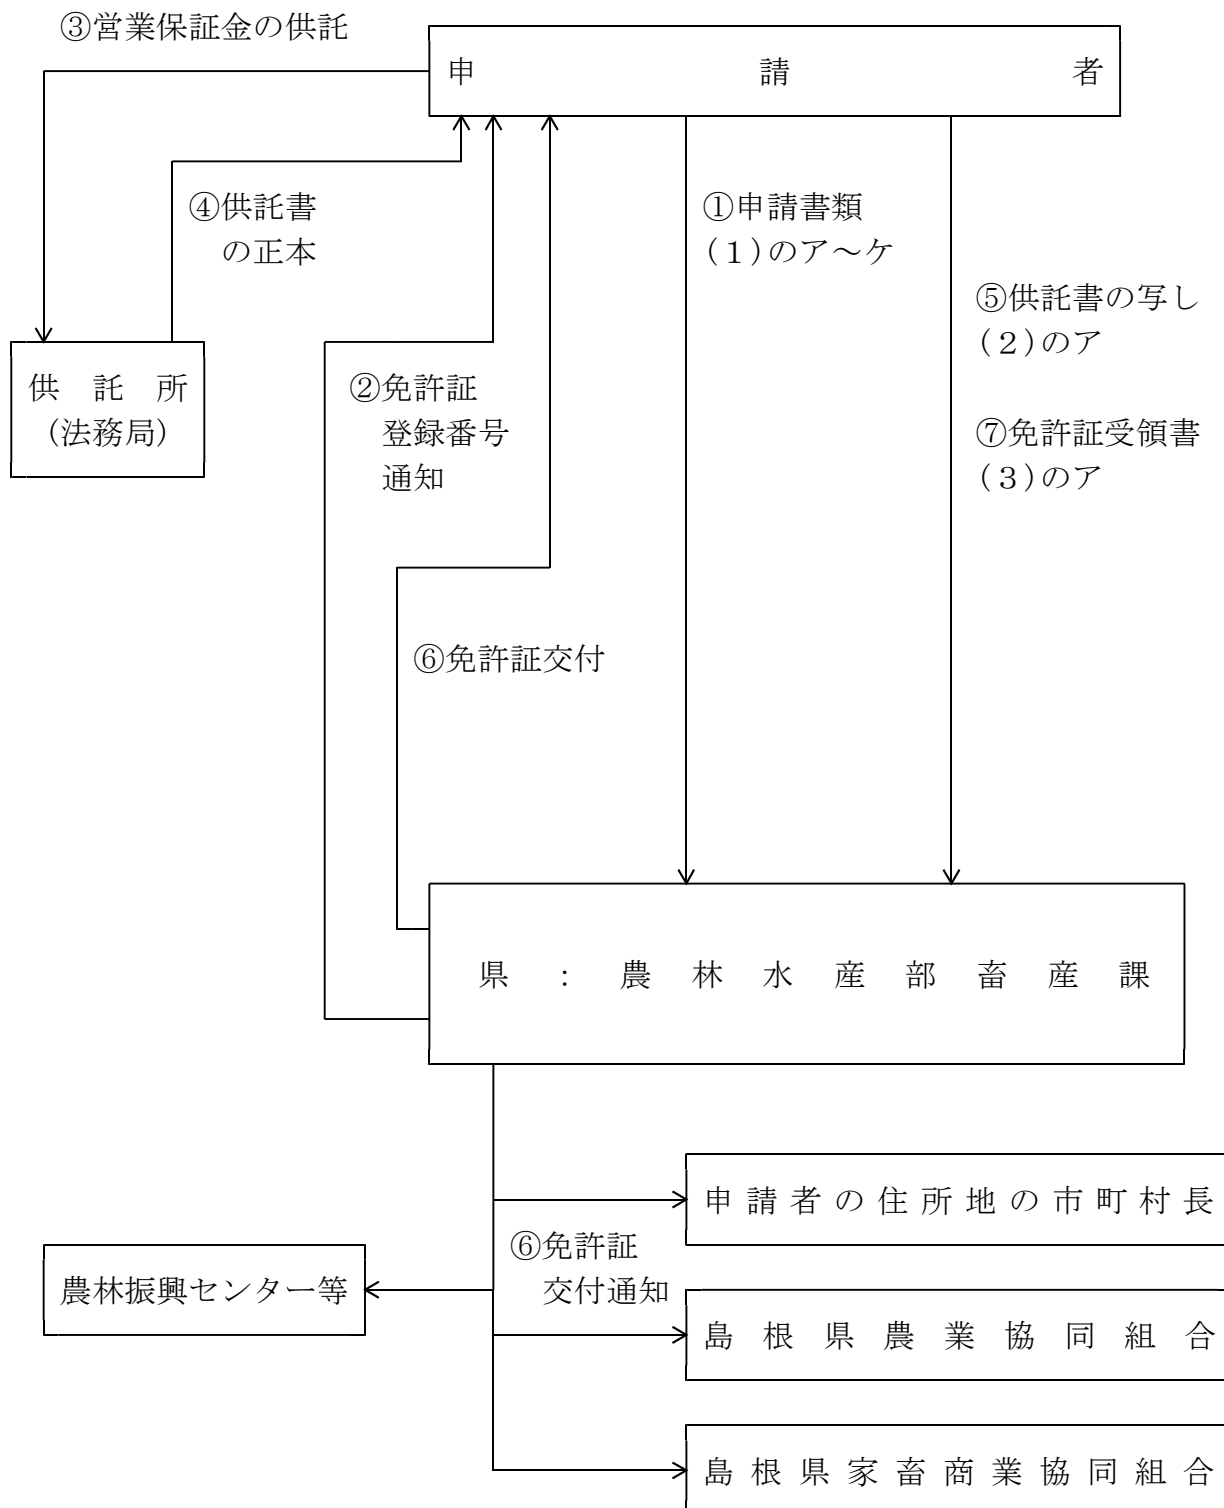 ③営業保証金の供託
申請者
④供託書
の正本
①申請書類
(1)のア～ケ
⑤供託書の写し
(2)のア
供託所
(法務局)
②免許証
登録番号
通知
⑦免許証受領書
(3)のア
⑥免許証交付
県：農林水産部畜産課
申請者の住所地の市町村長
⑥免許証
交付通知
農林振興センター等
島根県農業協同組合
島根県家畜商業協同組合